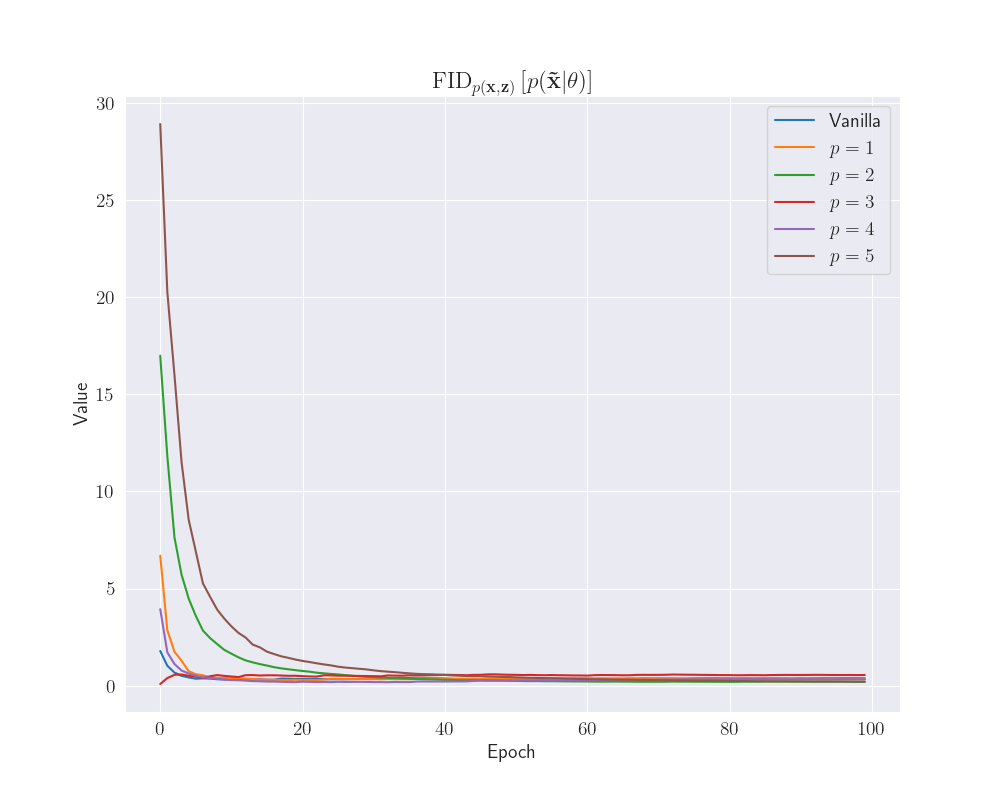 FID_{p(𝐱,𝐳)} [p(𝐱̃|θ)]
30
25
20
15
10
5
0
Value
0 20 40 60 80 100
Epoch
Vanilla
p = 1
p = 2
p = 3
p = 4
p = 5